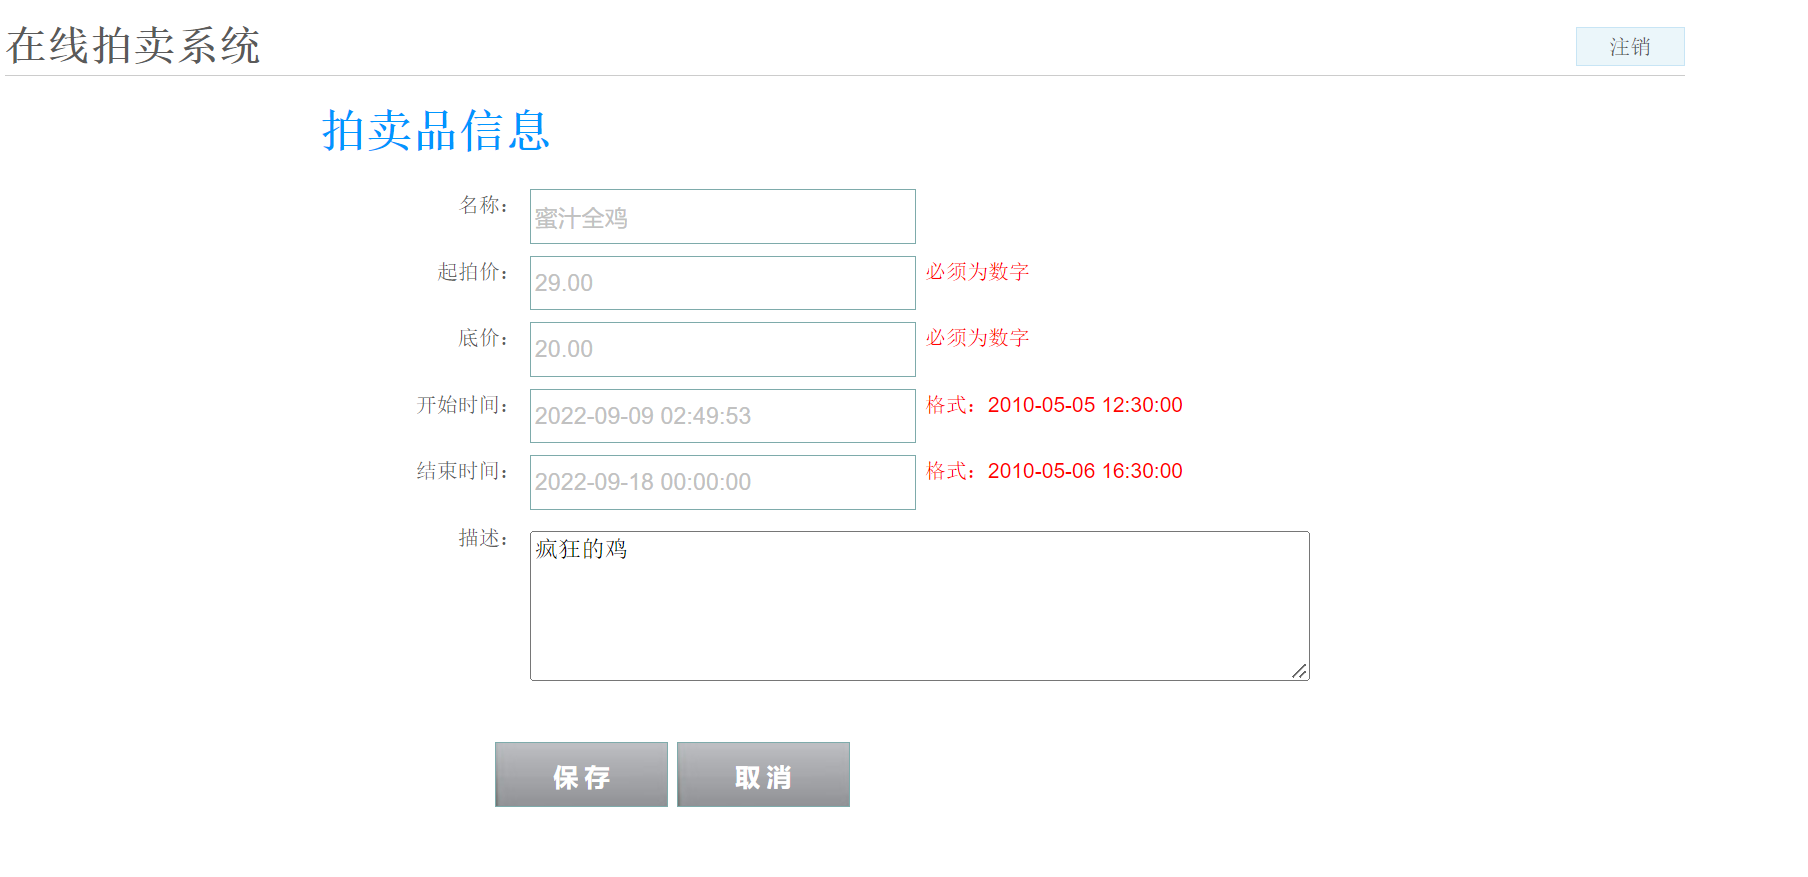 在线拍卖系统
注销
拍卖品信息
名称：
蜜汁全鸡
起拍价：
29.00
必须为数字
底价：
20.00
必须为数字
开始时间：
2022-09-09 02:49:53
格式：2010-05-05 12:30:00
结束时间：
2022-09-18 00:00:00
格式：2010-05-06 16:30:00
描述：
疯狂的鸡
保存
取消